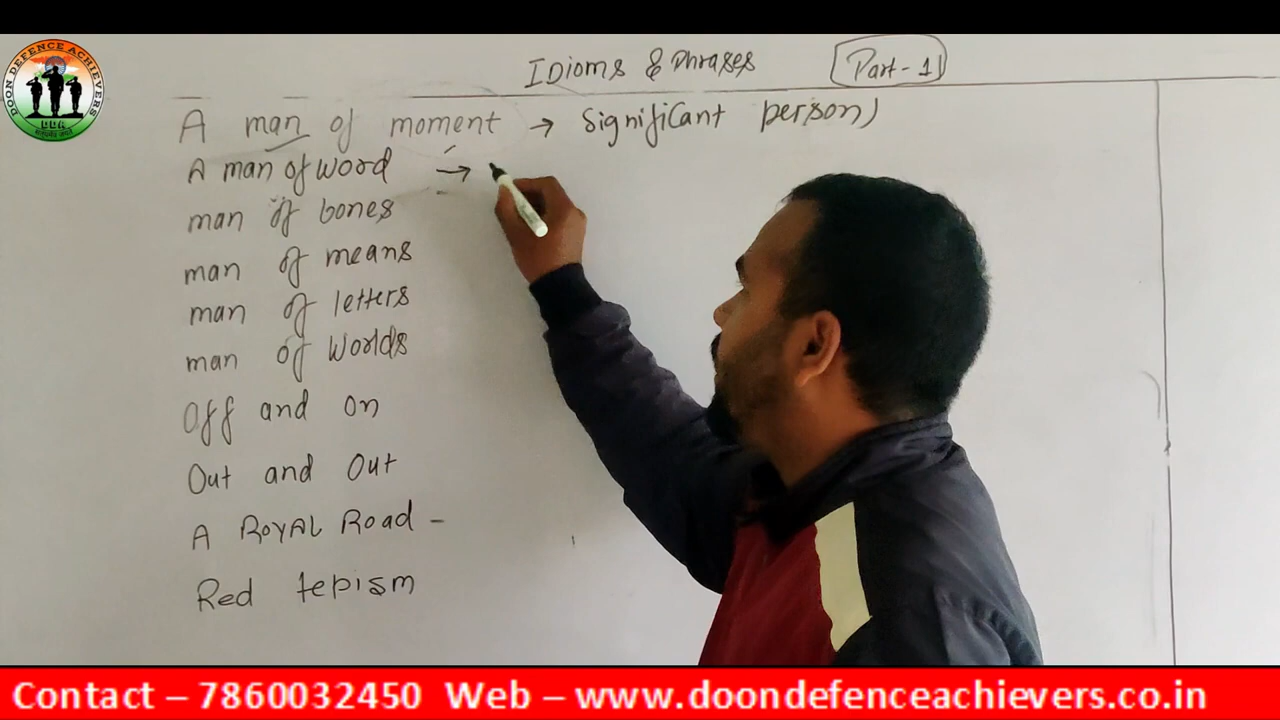 DOON DEFENCE ACHIEVERS
DDA
Idioms & Phrases Part-1
A man of moment → Significant person)
A man of word →
man of bones
man of means
man of letters
man of worlds
Off and on
Out and Out
A ROYAL Road -
Red tepism
Contact – 7860032450 Web – www.doondefenceachievers.co.in